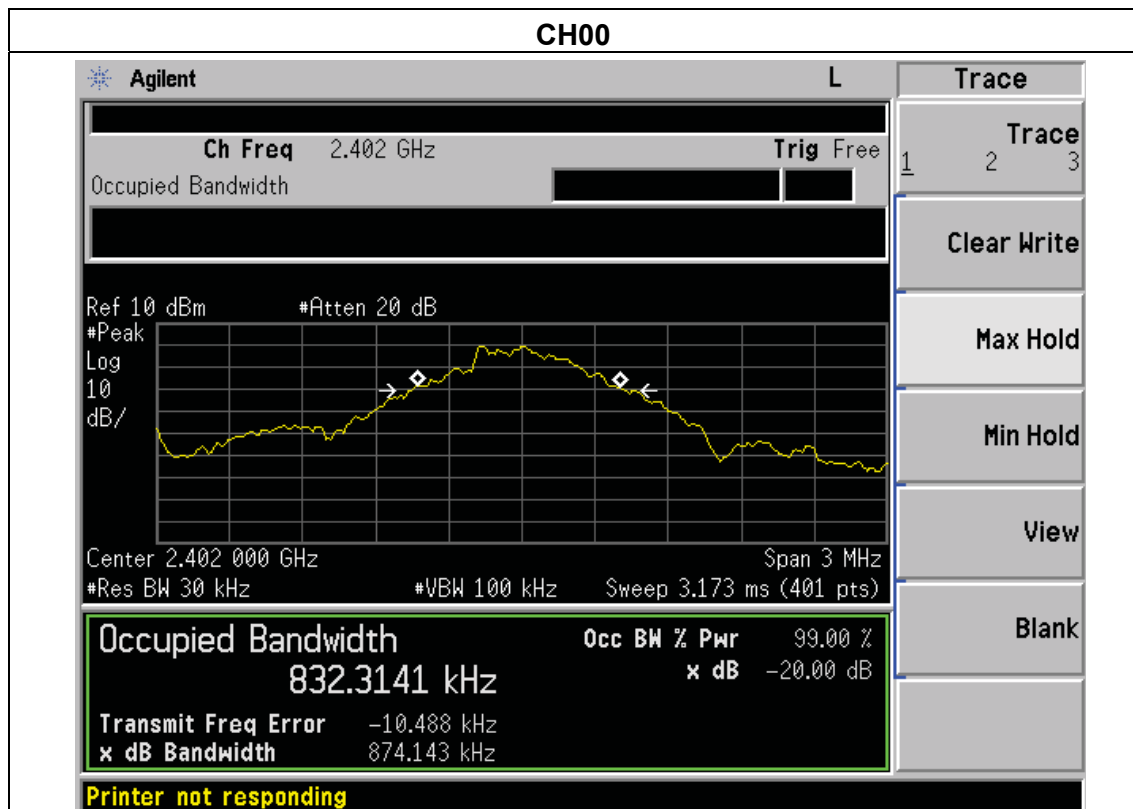 CH00
Agilent L Trace
Ch Freq 2.402 GHz Trig Free
Occupied Bandwidth
Trace
1 2 3
Clear Write
Max Hold
Min Hold
View
Blank
Ref 10 dBm #Atten 20 dB
#Peak
Log
10
dB/
Center 2.402 000 GHz Span 3 MHz
#Res BW 30 kHz #VBW 100 kHz Sweep 3.173 ms (401 pts)
Occupied Bandwidth Occ BW % Pwr 99.00 %
832.3141 kHz x dB -20.00 dB
Transmit Freq Error -10.488 kHz
x dB Bandwidth 874.143 kHz
Printer not responding